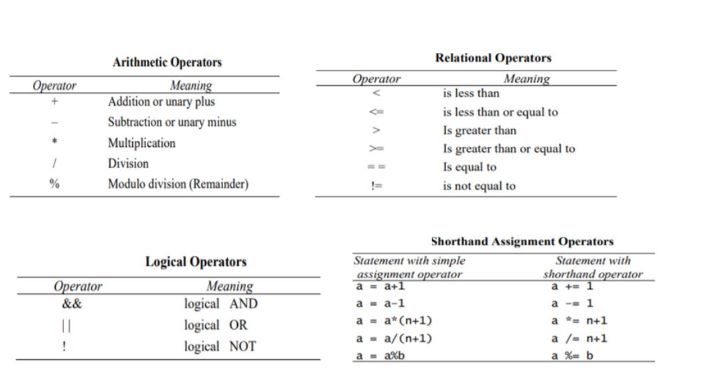 Arithmetic Operators
Operator Meaning
+ Addition or unary plus
− Subtraction or unary minus
* Multiplication
/ Division
% Modulo division (Remainder)
Relational Operators
Operator Meaning
< is less than
<= is less than or equal to
> Is greater than
>= Is greater than or equal to
== Is equal to
!= is not equal to
Logical Operators
Operator Meaning
&& logical AND
|| logical OR
! logical NOT
Shorthand Assignment Operators
Statement with simple Statement with
assignment operator shorthand operator
a = a+1 a += 1
a = a-1 a -= 1
a = a*(n+1) a *= n+1
a = a/(n+1) a /= n+1
a = a%b a %= b